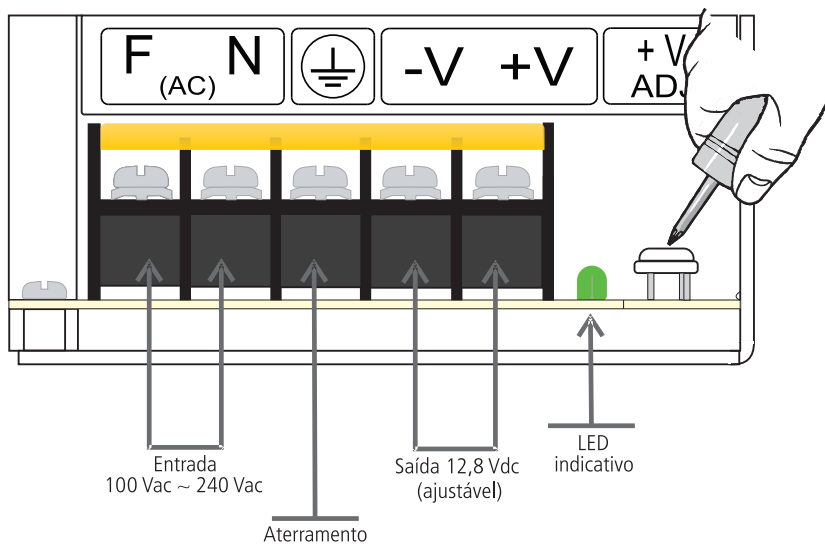 F N
(AC)
-V +V
+ V
ADJ
Entrada
100 Vac ~ 240 Vac
Aterramento
Saída 12,8 Vdc
(ajustável)
LED
indicativo